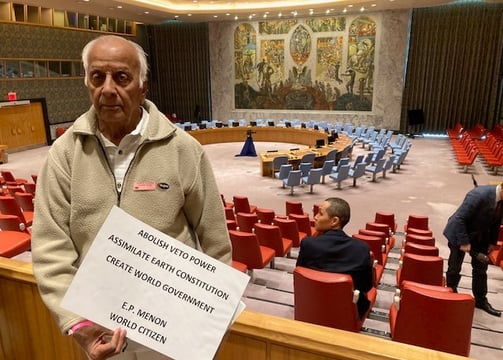 ABOLISH VETO POWER
ASSIMILATE EARTH CONSTITUTION
CREATE WORLD GOVERNMENT
E.P. MENON
WORLD CITIZEN